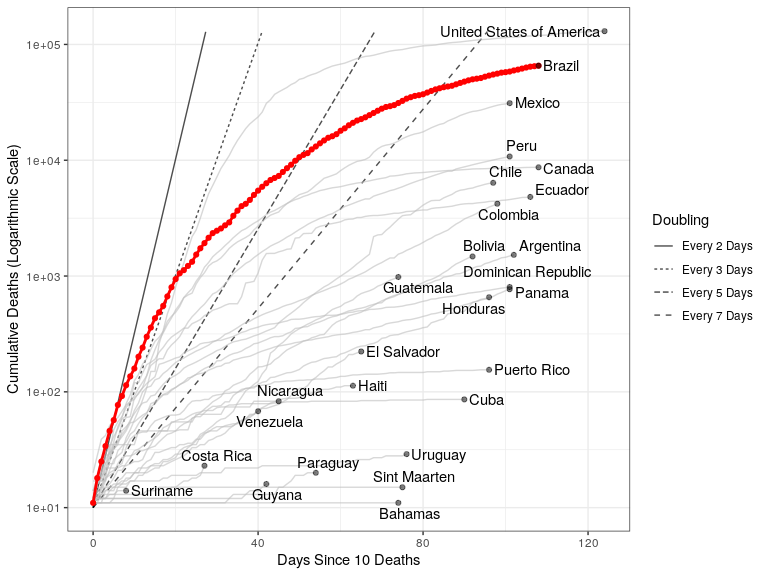 United States of America
1e+05
Brazil
Mexico
Peru
1e+04
Canada
Chile
Ecuador
Colombia
Doubling
Every 2 Days
Every 3 Days
Every 5 Days
Every 7 Days
Bolivia
Argentina
Dominican Republic
1e+03
Guatemala
Panama
Honduras
El Salvador
Puerto Rico
Haiti
1e+02
Nicaragua
Cuba
Venezuela
Costa Rica
Uruguay
Paraguay
Sint Maarten
Suriname
Guyana
1e+01
Bahamas
0
40
80
120
Days Since 10 Deaths
Cumulative Deaths (Logarithmic Scale)